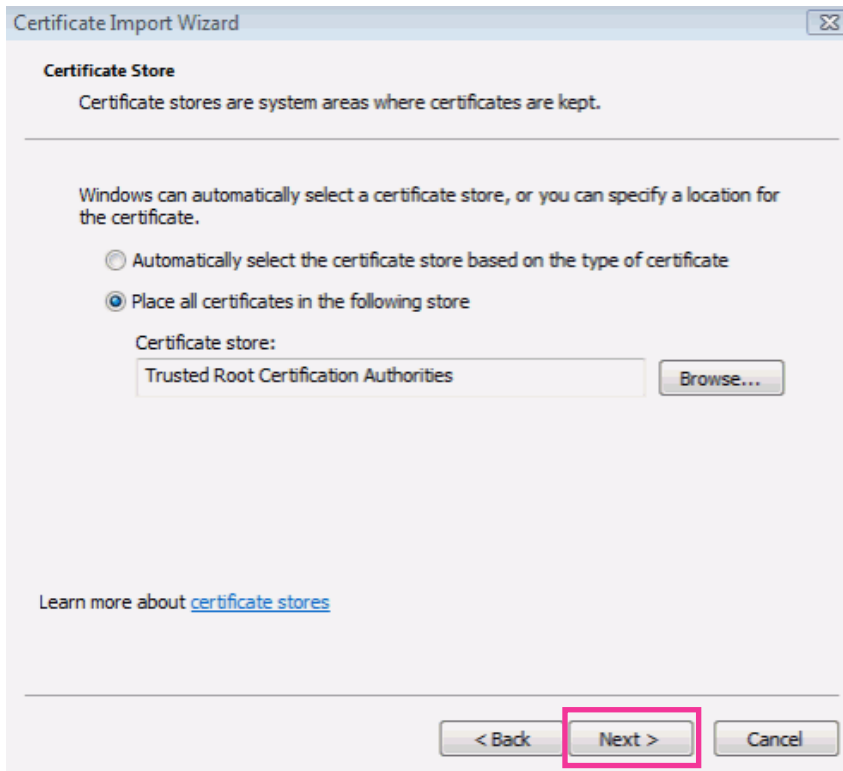 Certificate Import Wizard
Certificate Store
Certificate stores are system areas where certificates are kept.
Windows can automatically select a certificate store, or you can specify a location for
the certificate.
Automatically select the certificate store based on the type of certificate
Place all certificates in the following store
Certificate store:
Trusted Root Certification Authorities
Browse...
Learn more about certificate stores
< Back
Next >
Cancel